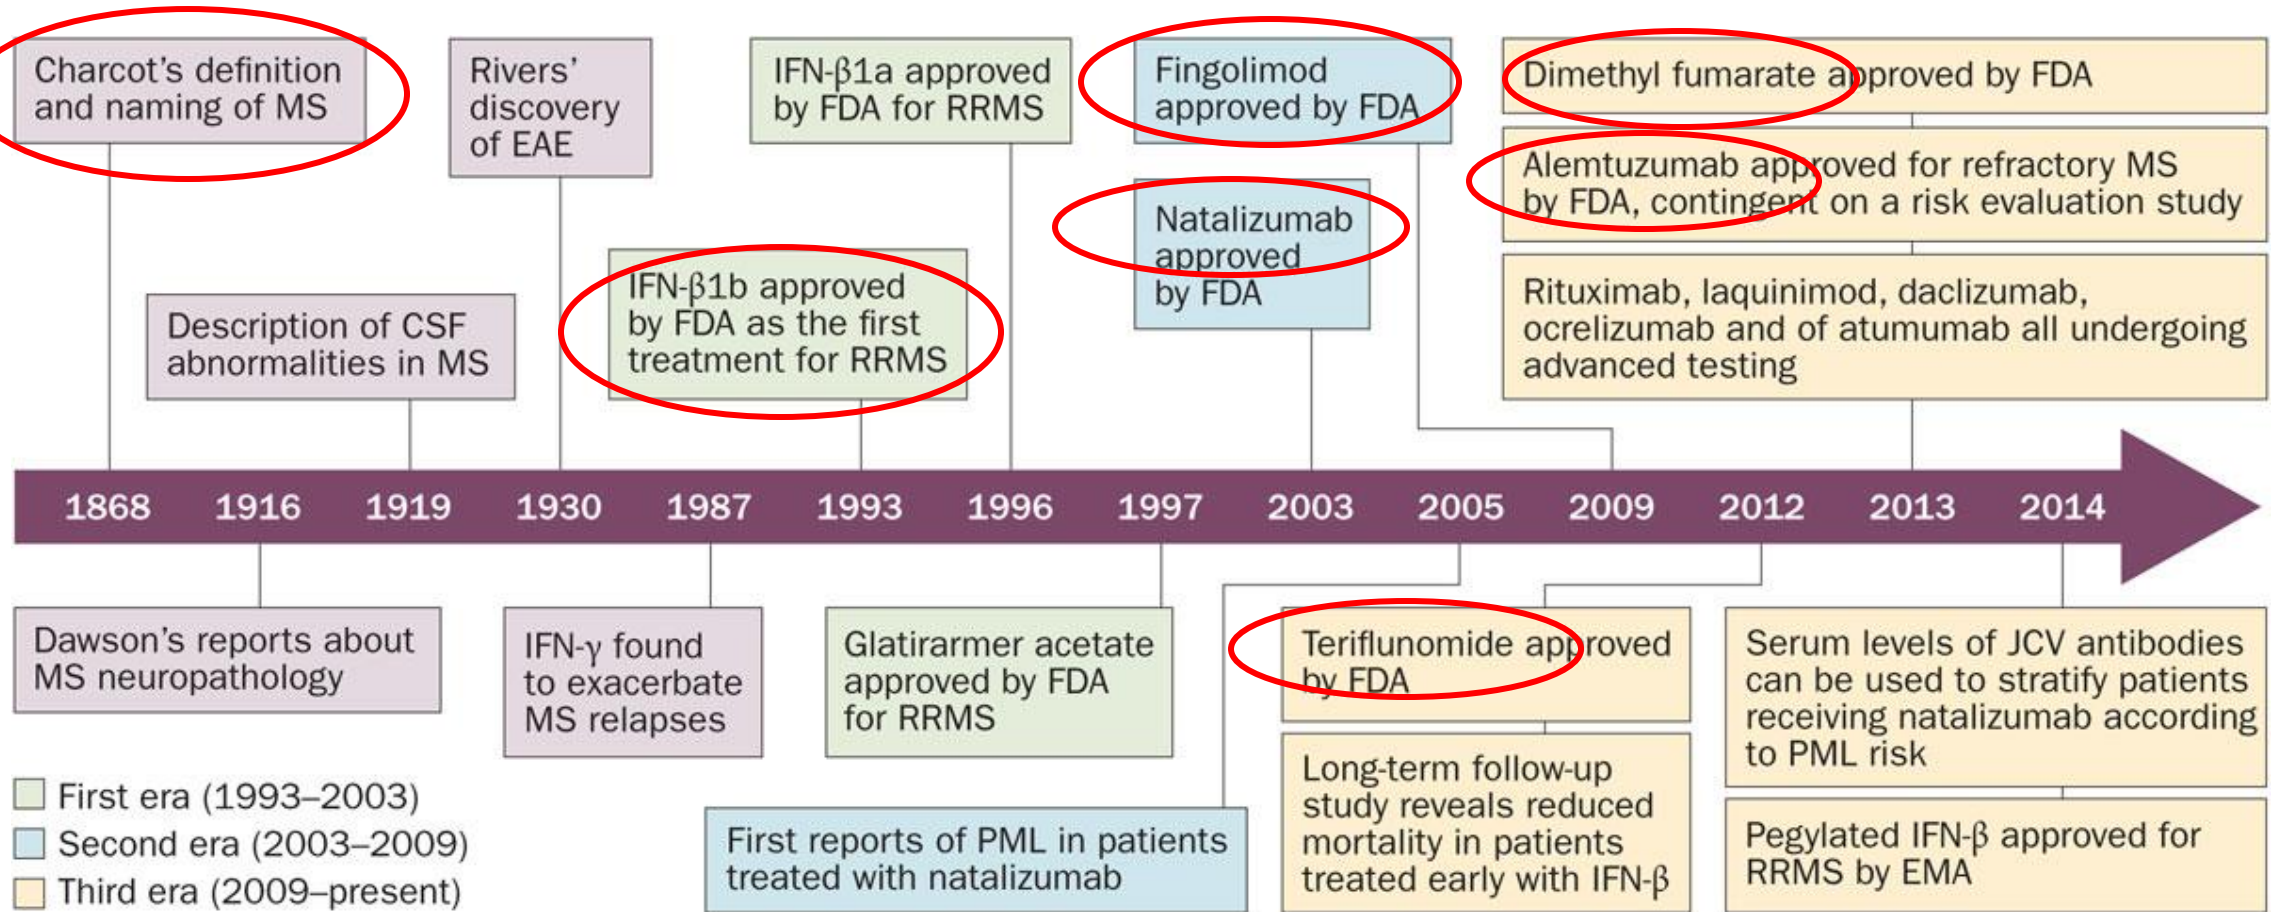 Charcot's definition
and naming of MS
Rivers'
discovery
of EAE
IFN-β1a approved
by FDA for RRMS
Fingolimod
approved by FDA
Dimethyl fumarate approved by FDA
Alemtuzumab approved for refractory MS
by FDA, contingent on a risk evaluation study
Natalizumab
approved
by FDA
IFN-β1b approved
by FDA as the first
treatment for RRMS
Description of CSF
abnormalities in MS
Rituximab, laquinimod, daclizumab,
ocrelizumab and of atumumab all undergoing
advanced testing
1868 1916 1919 1930 1987 1993 1996 1997 2003 2005 2009 2012 2013 2014
Dawson's reports about
MS neuropathology
IFN-γ found
to exacerbate
MS relapses
Glatirarmer acetate
approved by FDA
for RRMS
Teriflunomide approved
by FDA
Serum levels of JCV antibodies
can be used to stratify patients
receiving natalizumab according
to PML risk
Long-term follow-up
study reveals reduced
mortality in patients
treated early with IFN-β
First reports of PML in patients
treated with natalizumab
Pegylated IFN-β approved for
RRMS by EMA
First era (1993–2003)
Second era (2003–2009)
Third era (2009–present)